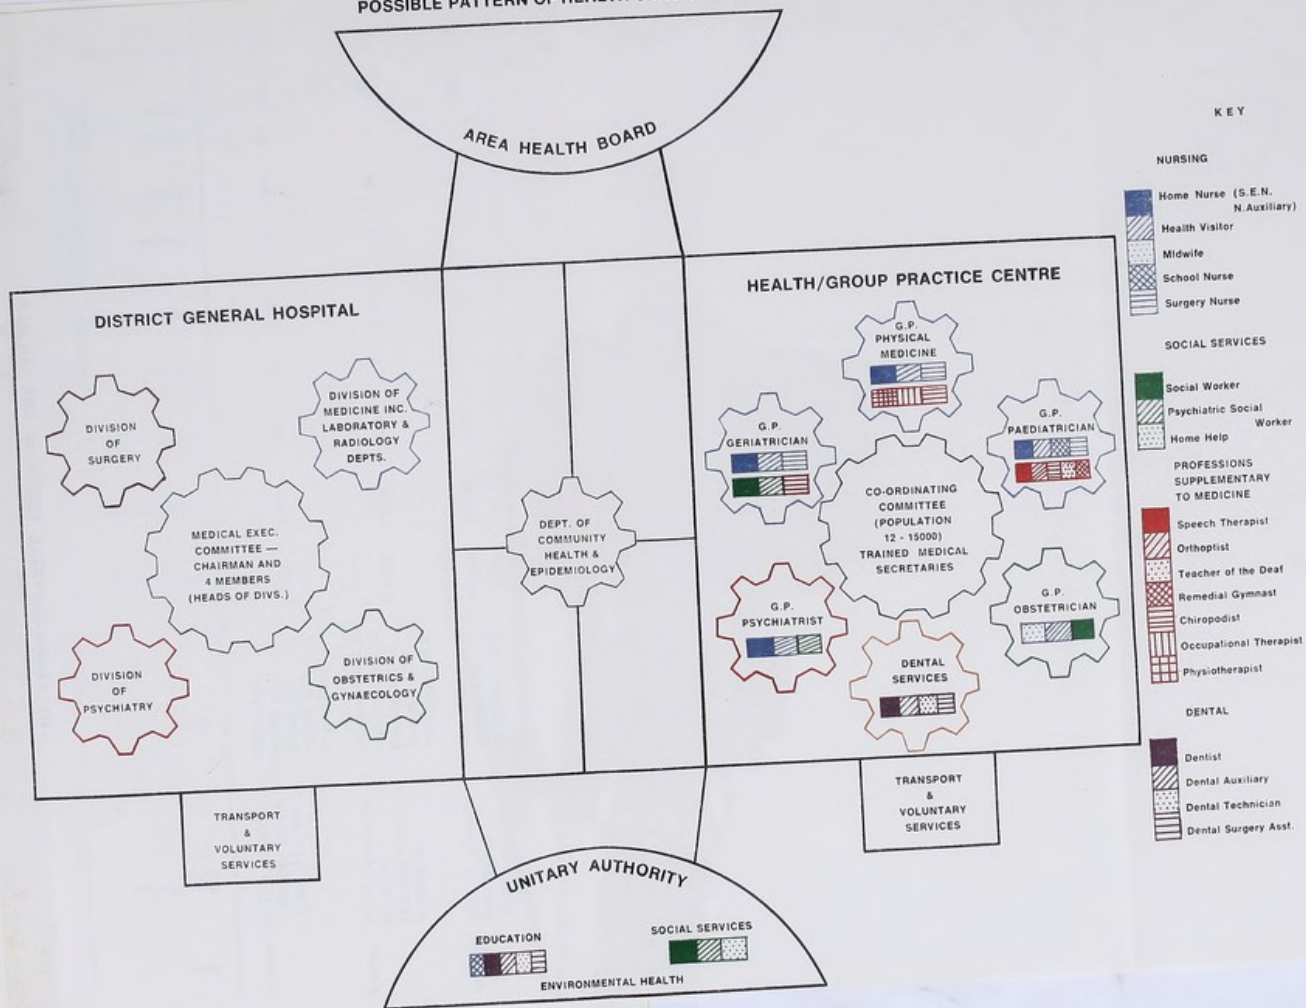 POSSIBLE PATTERN OF
AREA HEALTH BOARD
DISTRICT GENERAL HOSPITAL
DIVISION
OF
SURGERY
DIVISION OF
MEDICINE INC.
LABORATORY &
RADIOLOGY
DEPTS.
MEDICAL EXEC.
COMMITTEE —
CHAIRMAN AND
4 MEMBERS
(HEADS OF DIVS.)
DIVISION
OF
PSYCHIATRY
DIVISION OF
OBSTETRICS &
GYNAECOLOGY
DEPT. OF
COMMUNITY
HEALTH &
EPIDEMIOLOGY
HEALTH/GROUP PRACTICE CENTRE
G.P.
PHYSICAL
MEDICINE
G.P.
GERIATRICIAN
G.P.
PAEDIATRICIAN
CO-ORDINATING
COMMITTEE
(POPULATION
12 - 15000)
TRAINED MEDICAL
SECRETARIES
G.P.
PSYCHIATRIST
G.P.
OBSTETRICIAN
DENTAL
SERVICES
TRANSPORT
&
VOLUNTARY
SERVICES
TRANSPORT
&
VOLUNTARY
SERVICES
UNITARY AUTHORITY
EDUCATION
SOCIAL SERVICES
ENVIRONMENTAL HEALTH
KEY
NURSING
Home Nurse (S.E.N.
N.Auxiliary)
Health Visitor
Midwife
School Nurse
Surgery Nurse
SOCIAL SERVICES
Social Worker
Psychiatric Social
Worker
Home Help
PROFESSIONS
SUPPLEMENTARY
TO MEDICINE
Speech Therapist
Orthoptist
Teacher of the Deaf
Remedial Gymnast
Chiropodist
Occupational Therapist
Physiotherapist
DENTAL
Dentist
Dental Auxiliary
Dental Technician
Dental Surgery Asst.